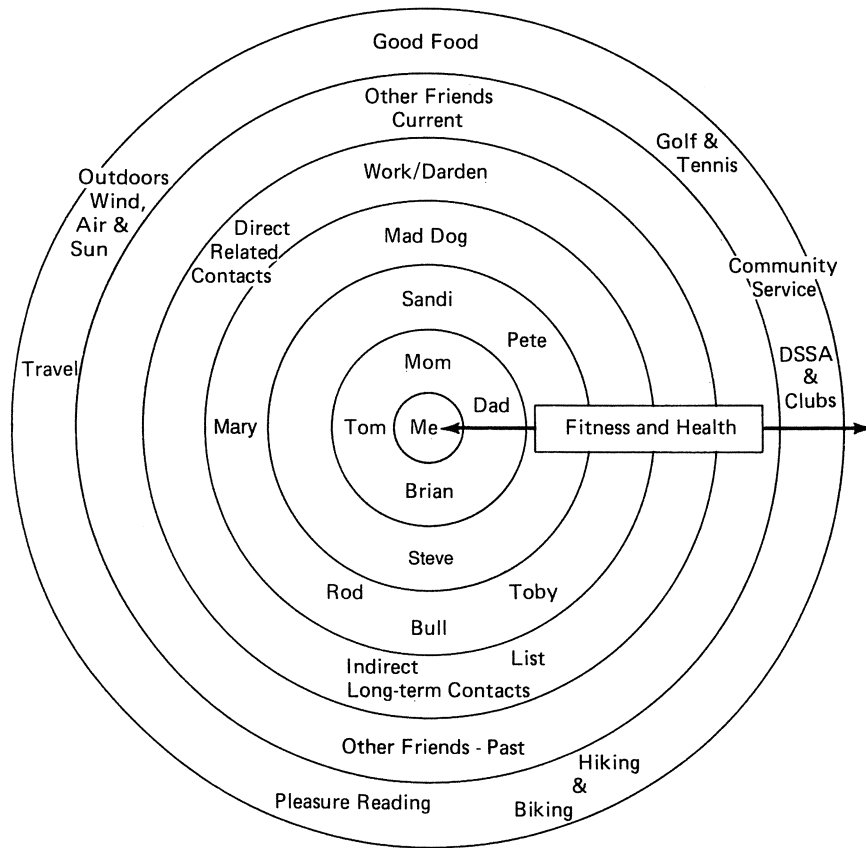 Good Food
Other Friends
Current
Golf &
Tennis
Work/Darden
Outdoors
Wind,
Air &
Sun
Direct
Related
Contacts
Mad Dog
Community
Service
Sandi
Pete
Travel
Mom
DSSA
&
Clubs
Dad
Mary
Tom
Me
Fitness and Health
Brian
Steve
Rod
Toby
Bull
Indirect
List
Long-term Contacts
Other Friends - Past
Hiking
&
Biking
Pleasure Reading